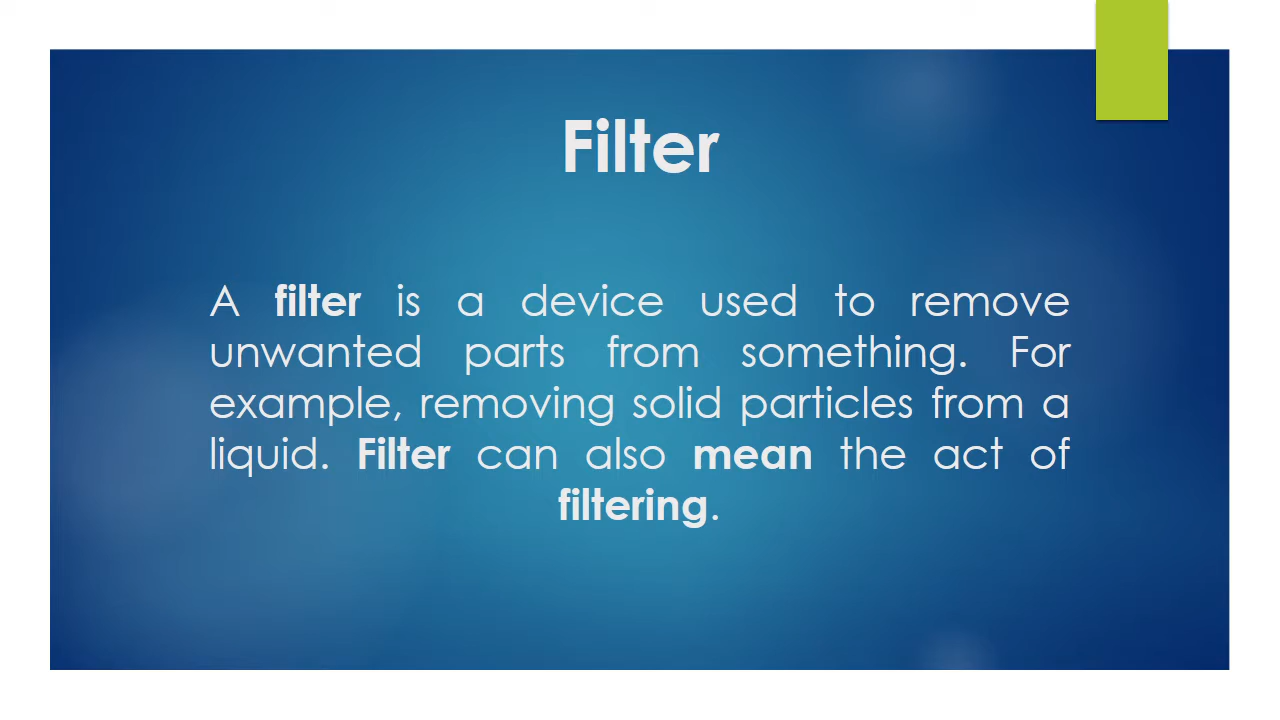 Filter
A filter is a device used to remove
unwanted parts from something. For
example, removing solid particles from a
liquid. Filter can also mean the act of
filtering.